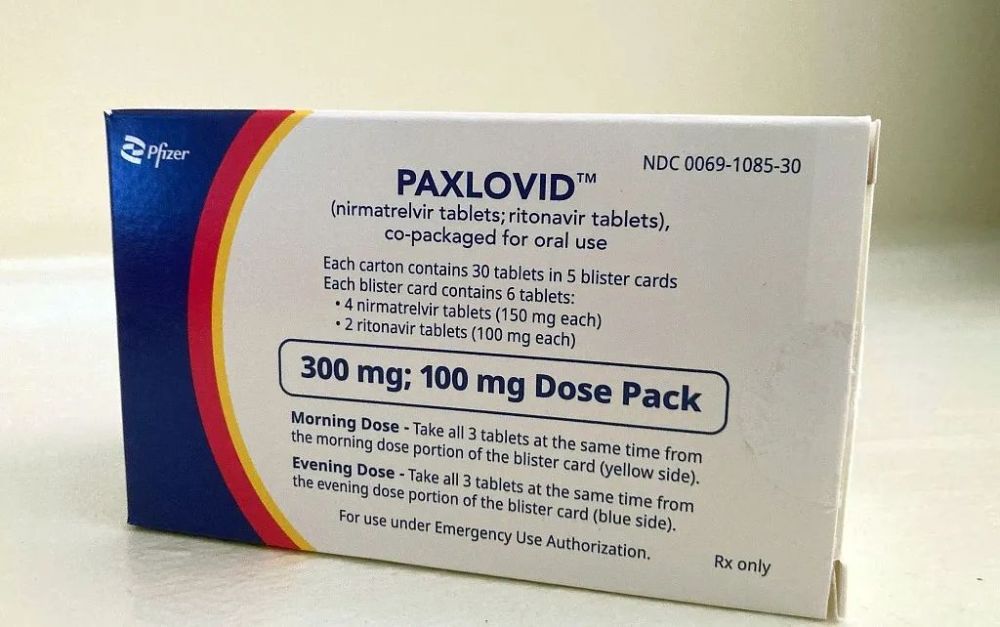 Pfizer
NDC 0069-1085-30
PAXLOVID™
(nirmatrelvir tablets; ritonavir tablets),
co-packaged for oral use
Each carton contains 30 tablets in 5 blister cards
Each blister card contains 6 tablets:
• 4 nirmatrelvir tablets (150 mg each)
• 2 ritonavir tablets (100 mg each)
300 mg; 100 mg Dose Pack
Morning Dose - Take all 3 tablets at the same time from
the morning dose portion of the blister card (yellow side).
Evening Dose - Take all 3 tablets at the same time from
the evening dose portion of the blister card (blue side).
For use under Emergency Use Authorization.
Rx only